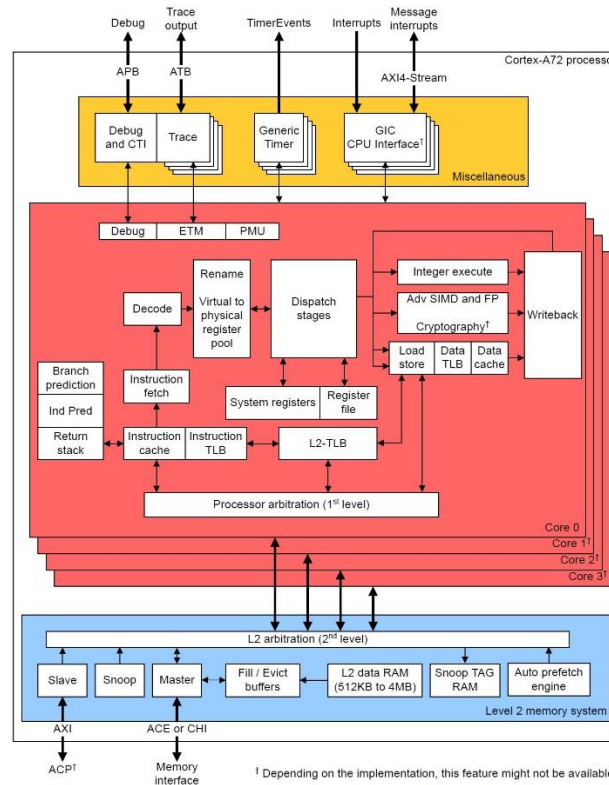 Debug
Trace
output
TimerEvents
Interrupts
Message
interrupts
Cortex-A72 processor
APB
ATB
AXI4-Stream
Debug
and CTI
Trace
Generic
Timer
GIC
CPU Interface†
Miscellaneous
Debug
ETM
PMU
Rename
Virtual to
physical
register
pool
Dispatch
stages
Integer execute
Adv SIMD and FP
Cryptography†
Writeback
Decode
Load
store
Data
TLB
Data
cache
Branch
prediction
Ind Pred
Return
stack
Instruction
fetch
System registers
Register
file
Instruction
cache
Instruction
TLB
L2-TLB
Processor arbitration (1st level)
Core 0
Core 1†
Core 2†
Core 3†
L2 arbitration (2nd level)
Slave
Snoop
Master
Fill / Evict
buffers
L2 data RAM
(512KB to 4MB)
Snoop TAG
RAM
Auto prefetch
engine
Level 2 memory system
AXI
ACE or CHI
ACP†
Memory
interface
† Depending on the implementation, this feature might not be available